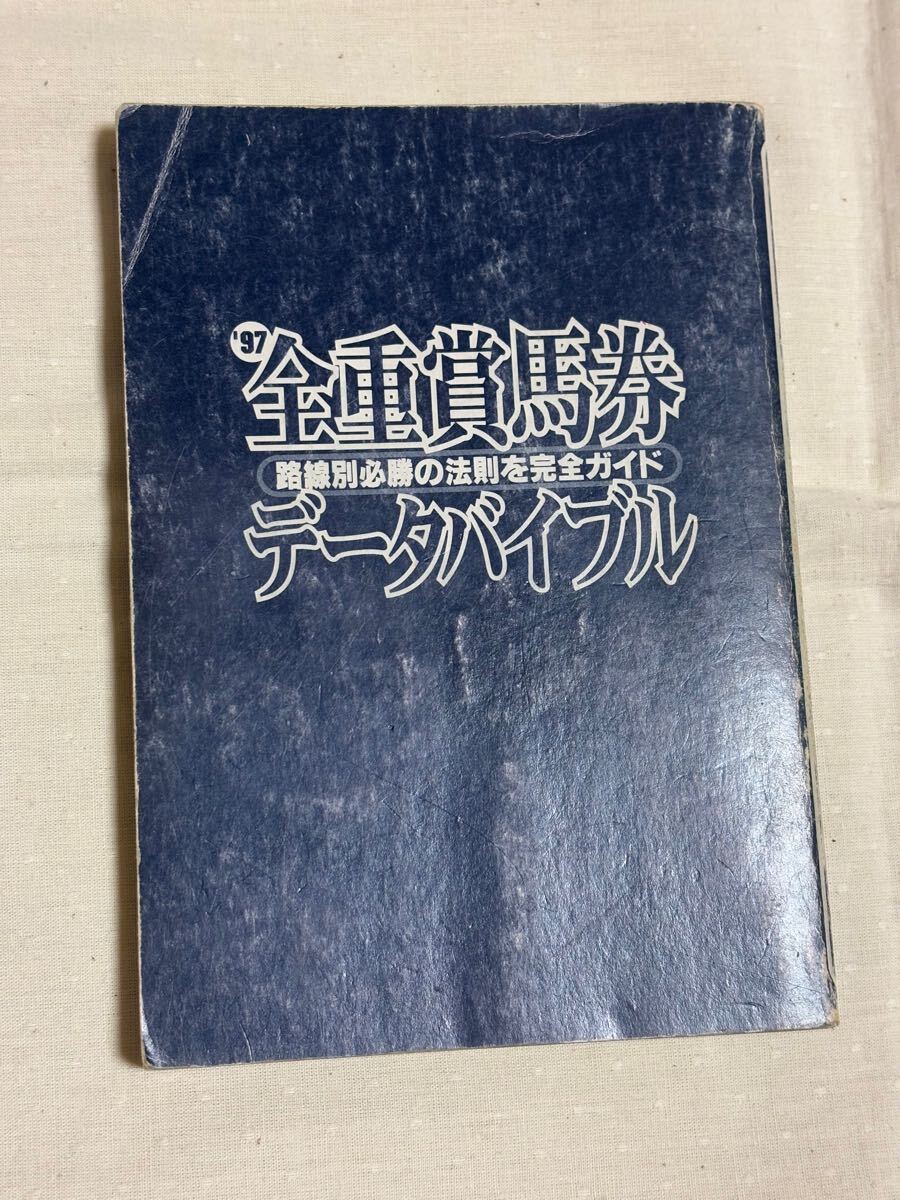 '97
全重賞馬券
路線別必勝の法則を完全ガイド
データバイブル